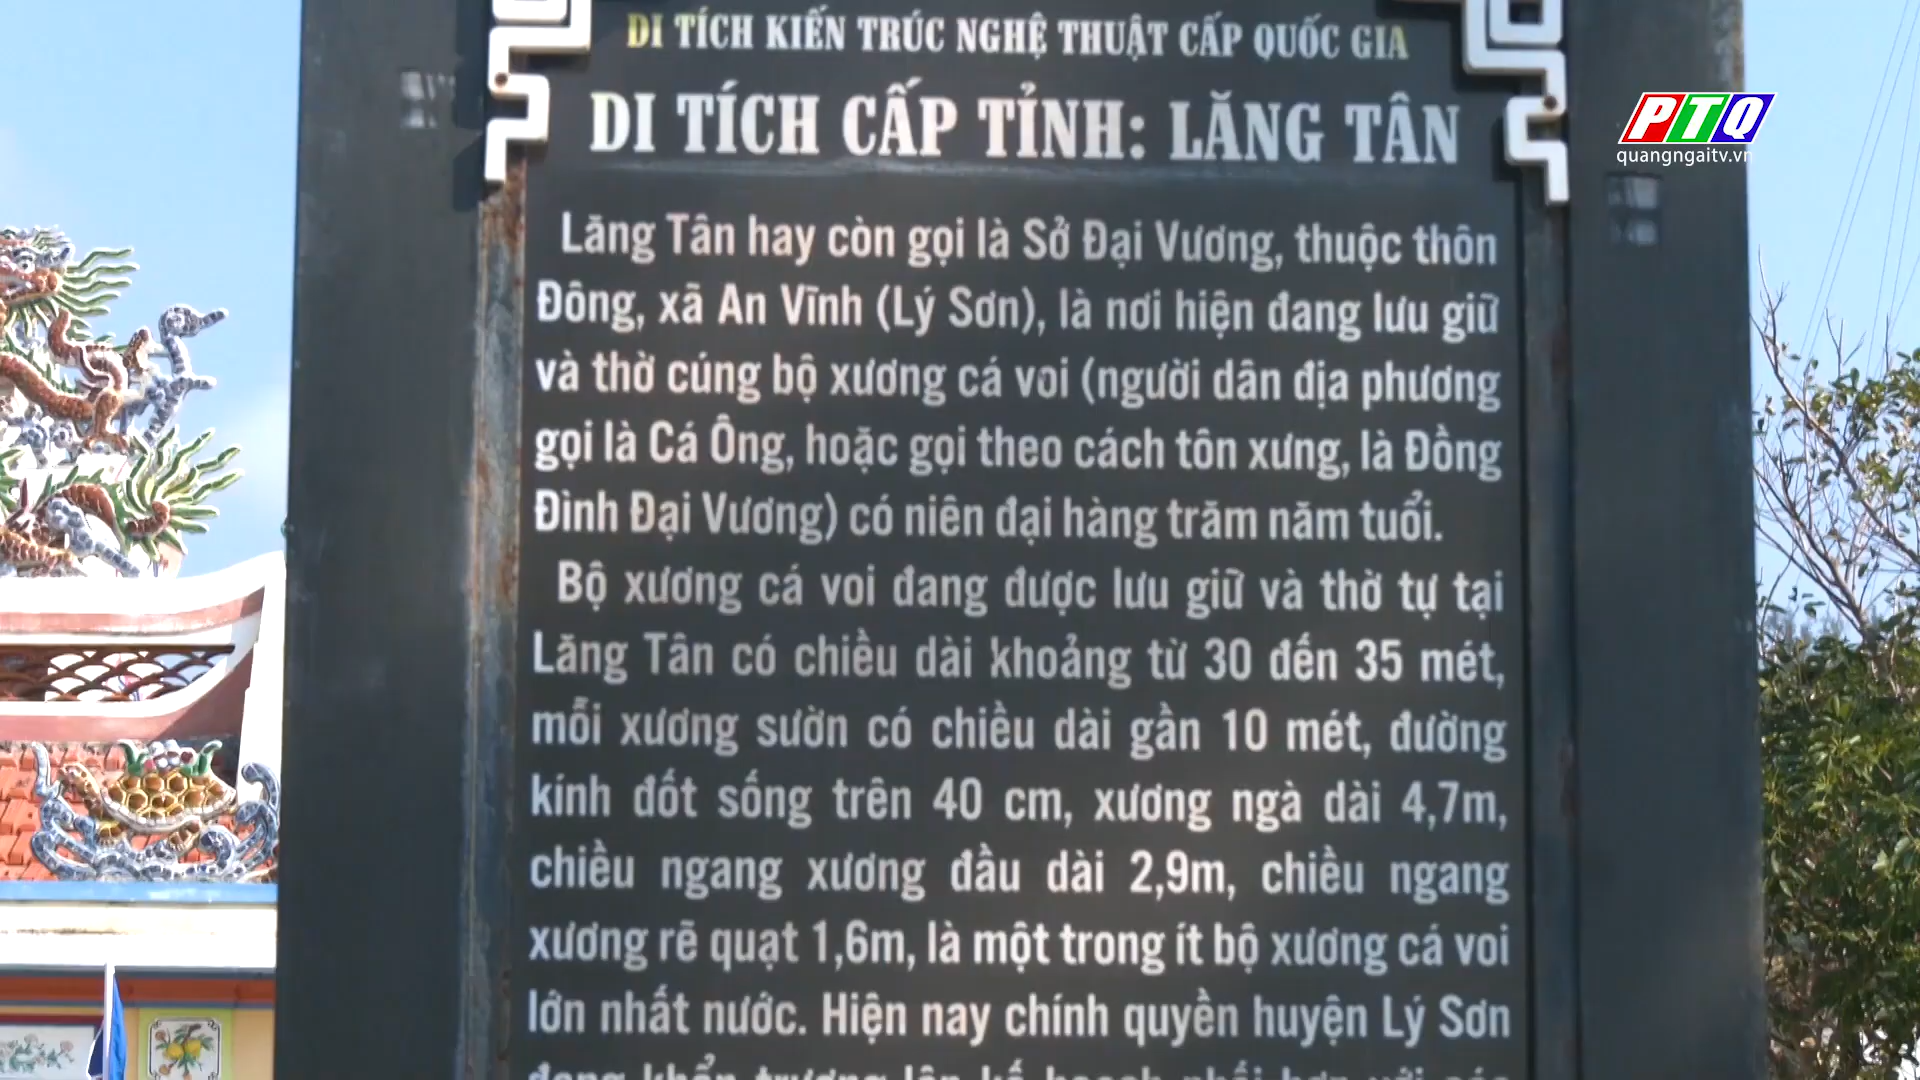 DI TÍCH KIẾN TRÚC NGHỆ THUẬT CẤP QUỐC GIA
DI TÍCH CẤP TỈNH: LĂNG TÂN
PTQ
quangngaitv.vn
Lăng Tân hay còn gọi là Sở Đại Vương, thuộc thôn
Đông, xã An Vĩnh (Lý Sơn), là nơi hiện đang lưu giữ
và thờ cúng bộ xương cá voi (người dân địa phương
gọi là Cá Ông, hoặc gọi theo cách tôn xưng, là Đồng
Đình Đại Vương) có niên đại hàng trăm năm tuổi.
Bộ xương cá voi đang được lưu giữ và thờ tự tại
Lăng Tân có chiều dài khoảng từ 30 đến 35 mét,
mỗi xương sườn có chiều dài gần 10 mét, đường
kính đốt sống trên 40 cm, xương ngà dài 4,7m,
chiều ngang xương đầu dài 2,9m, chiều ngang
xương rẽ quạt 1,6m, là một trong ít bộ xương cá voi
lớn nhất nước. Hiện nay chính quyền huyện Lý Sơn